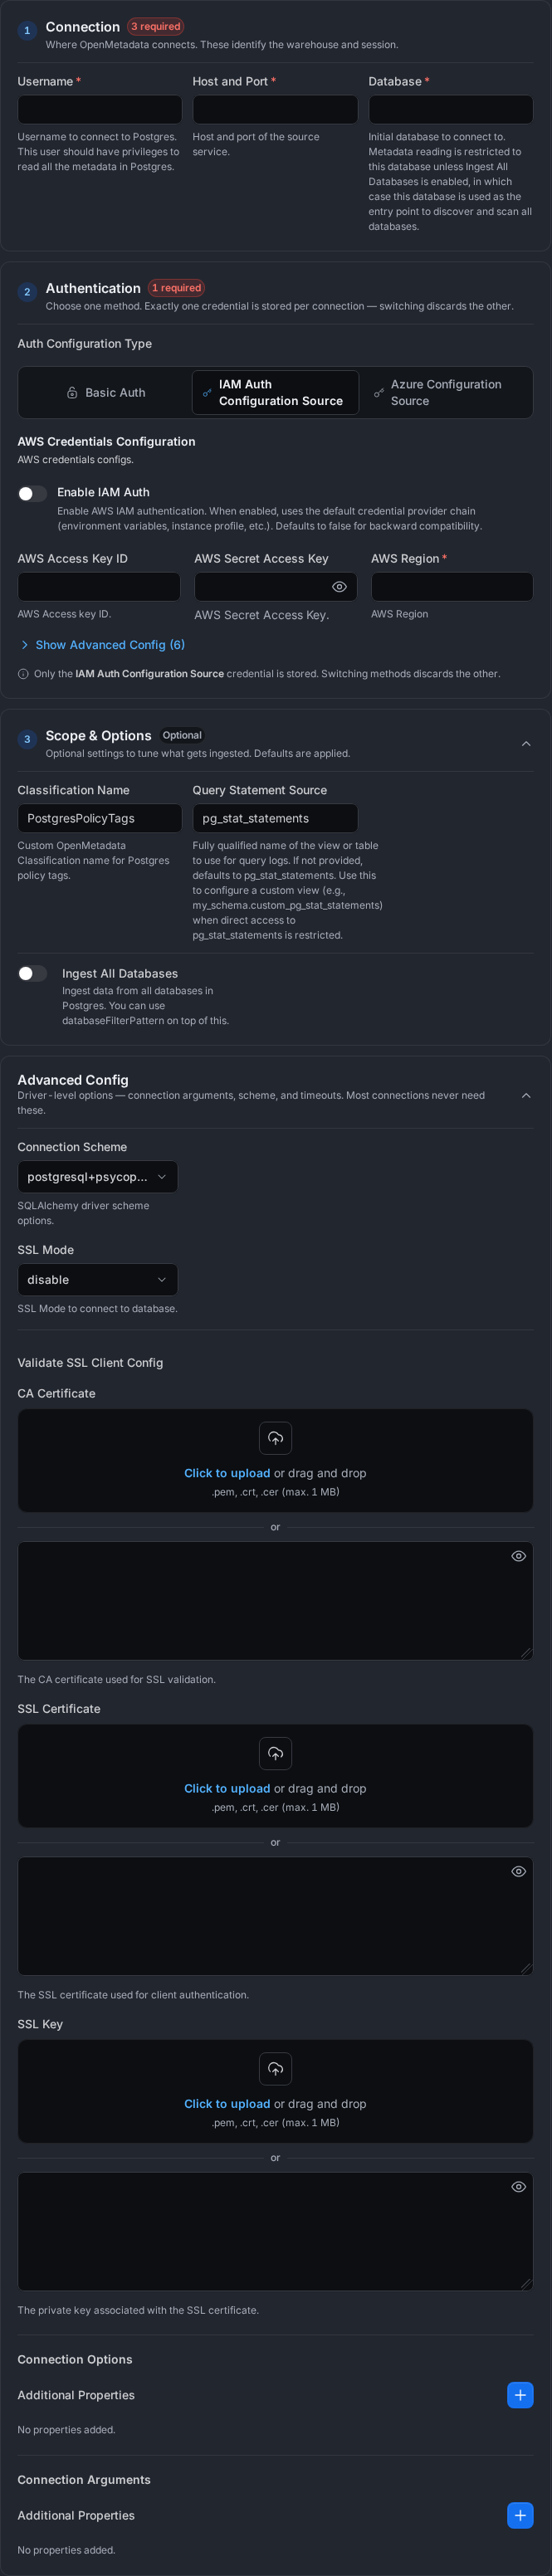 1
Connection
3 required
Where OpenMetadata connects. These identify the warehouse and session.
Username *
Username to connect to Postgres.
This user should have privileges to
read all the metadata in Postgres.
Host and Port *
Host and port of the source
service.
Database *
Initial database to connect to.
Metadata reading is restricted to
this database unless Ingest All
Databases is enabled, in which
case this database is used as the
entry point to discover and scan all
databases.
2
Authentication
1 required
Choose one method. Exactly one credential is stored per connection — switching discards the other.
Auth Configuration Type
Basic Auth
IAM Auth
Configuration Source
Azure Configuration
Source
AWS Credentials Configuration
AWS credentials configs.
Enable IAM Auth
Enable AWS IAM authentication. When enabled, uses the default credential provider chain
(environment variables, instance profile, etc.). Defaults to false for backward compatibility.
AWS Access Key ID
AWS Access key ID.
AWS Secret Access Key
AWS Secret Access Key.
AWS Region *
AWS Region
Show Advanced Config (6)
Only the IAM Auth Configuration Source credential is stored. Switching methods discards the other.
3
Scope & Options
Optional
Optional settings to tune what gets ingested. Defaults are applied.
Classification Name
PostgresPolicyTags
Custom OpenMetadata
Classification name for Postgres
policy tags.
Query Statement Source
pg_stat_statements
Fully qualified name of the view or table
to use for query logs. If not provided,
defaults to pg_stat_statements. Use this
to configure a custom view (e.g.,
my_schema.custom_pg_stat_statements)
when direct access to
pg_stat_statements is restricted.
Ingest All Databases
Ingest data from all databases in
Postgres. You can use
databaseFilterPattern on top of this.
Advanced Config
Driver-level options — connection arguments, scheme, and timeouts. Most connections never need
these.
Connection Scheme
postgresql+psycop...
SQLAlchemy driver scheme
options.
SSL Mode
disable
SSL Mode to connect to database.
Validate SSL Client Config
CA Certificate
Click to upload or drag and drop
.pem, .crt, .cer (max. 1 MB)
or
The CA certificate used for SSL validation.
SSL Certificate
Click to upload or drag and drop
.pem, .crt, .cer (max. 1 MB)
or
The SSL certificate used for client authentication.
SSL Key
Click to upload or drag and drop
.pem, .crt, .cer (max. 1 MB)
or
The private key associated with the SSL certificate.
Connection Options
Additional Properties
No properties added.
Connection Arguments
Additional Properties
No properties added.